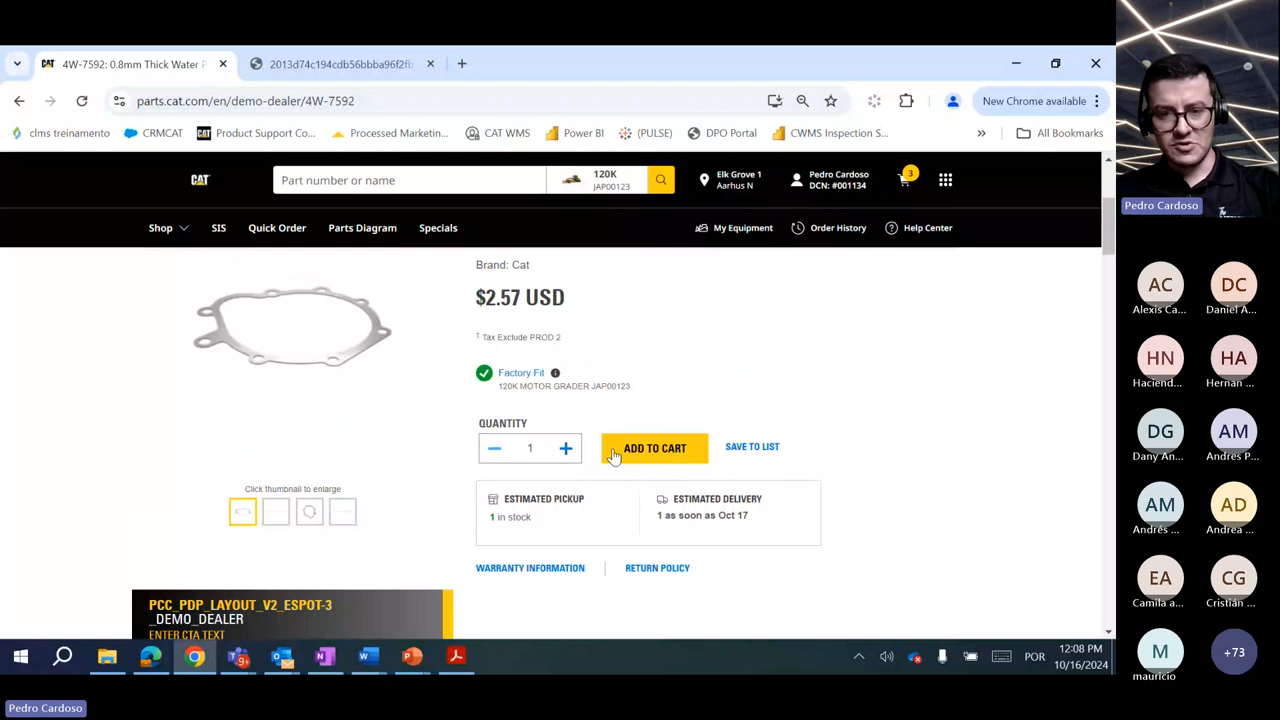 CAT 4W-7592: 0.8mm Thick Water P
2013d74c194cdb56bbba96f2fb
parts.cat.com/en/demo-dealer/4W-7592
New Chrome available
clms treinamento
CRMCAT
CAT Product Support Co...
Processed Marketin...
CAT WMS
Power BI
(PULSE)
DPO Portal
CWMS Inspection S...
All Bookmarks
CAT
Part number or name
120K
JAP00123
Elk Grove 1
Aarhus N
Pedro Cardoso
DCN: #001134
3
Shop
SIS
Quick Order
Parts Diagram
Specials
My Equipment
Order History
Help Center
Brand: Cat
$2.57 USD
1 Tax Exclude PROD 2
Factory Fit
120K MOTOR GRADER JAP00123
QUANTITY
1
ADD TO CART
SAVE TO LIST
Click thumbnail to enlarge
ESTIMATED PICKUP
1 in stock
ESTIMATED DELIVERY
1 as soon as Oct 17
WARRANTY INFORMATION
RETURN POLICY
PCC_PDP_LAYOUT_V2_ESPOT-3
_DEMO_DEALER
ENTER CTA TEXT
POR
12:08 PM
10/16/2024
Pedro Cardoso
Pedro Cardoso
AC
Alexis Ca...
DC
Daniel A...
HN
Haciend...
HA
Hernan ...
DG
Dany An...
AM
Andres P...
AM
Andrés ...
AD
Andrea ...
EA
Camila a...
CG
Cristián ...
M
mauricio
+73